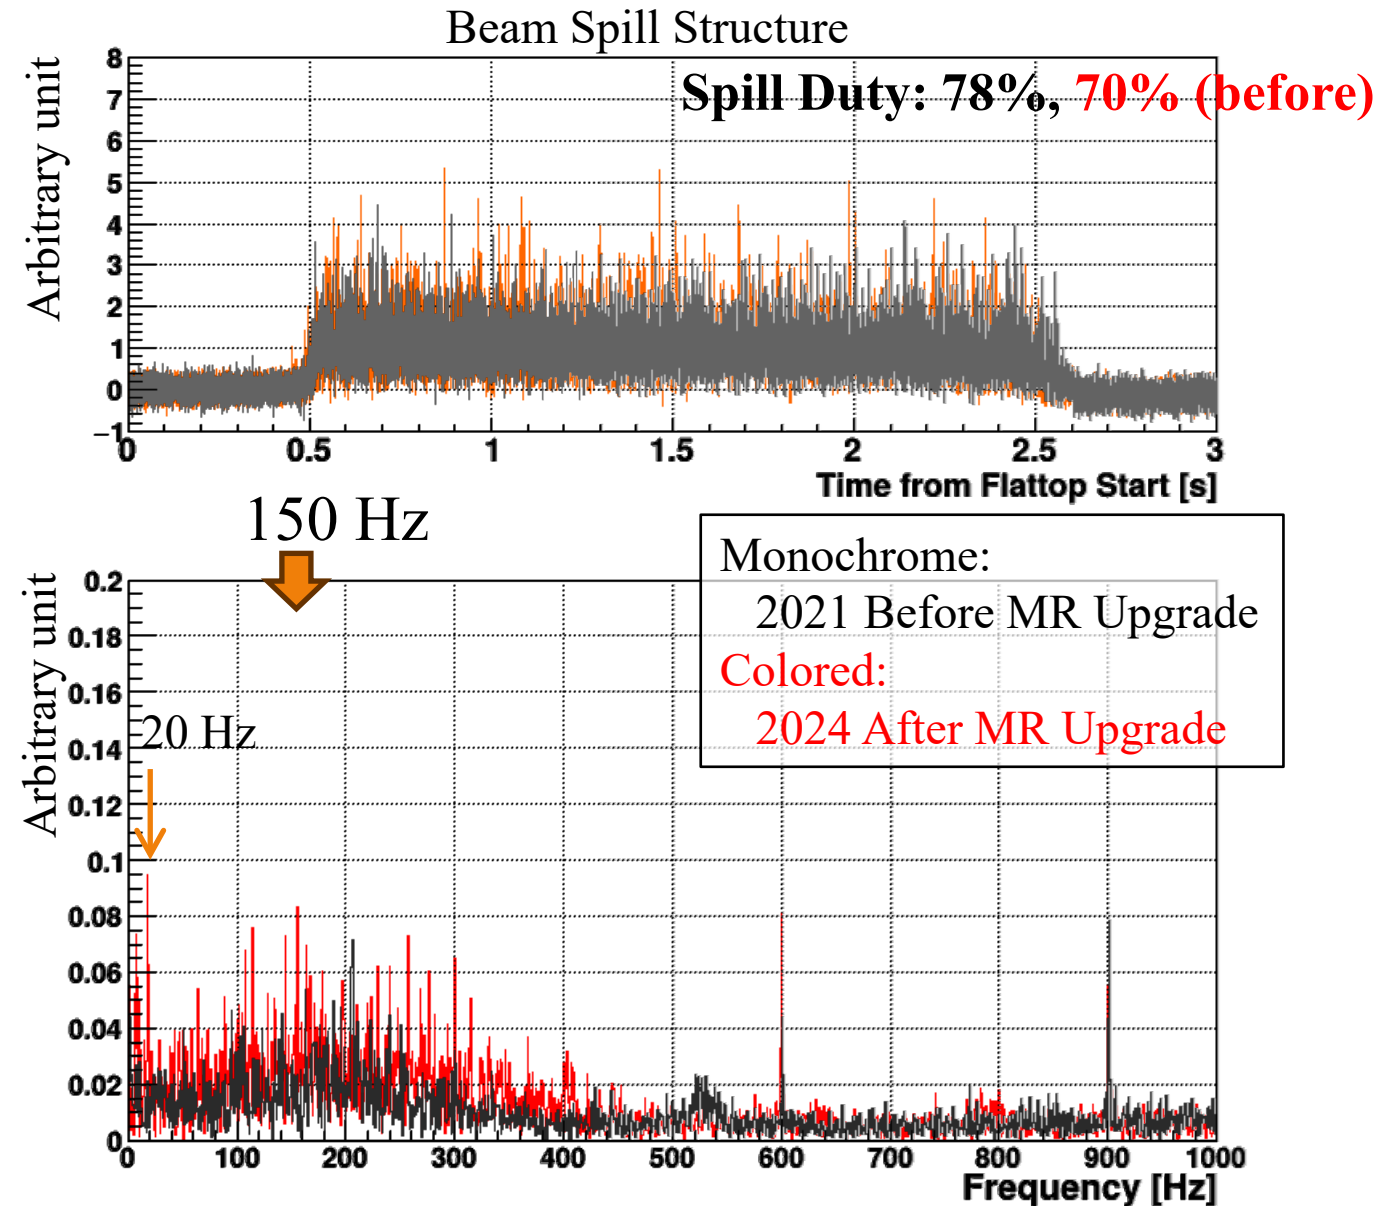 Beam Spill Structure
Arbitrary unit
Spill Duty: 78%, 70% (before)
8
7
6
5
4
3
2
1
0
−1
0 0.5 1 1.5 2 2.5 3
Time from Flattop Start [s]
150 Hz
Monochrome:
2021 Before MR Upgrade
Colored:
2024 After MR Upgrade
Arbitrary unit
20 Hz
0.2
0.18
0.16
0.14
0.12
0.1
0.08
0.06
0.04
0.02
0
0 100 200 300 400 500 600 700 800 900 1000
Frequency [Hz]